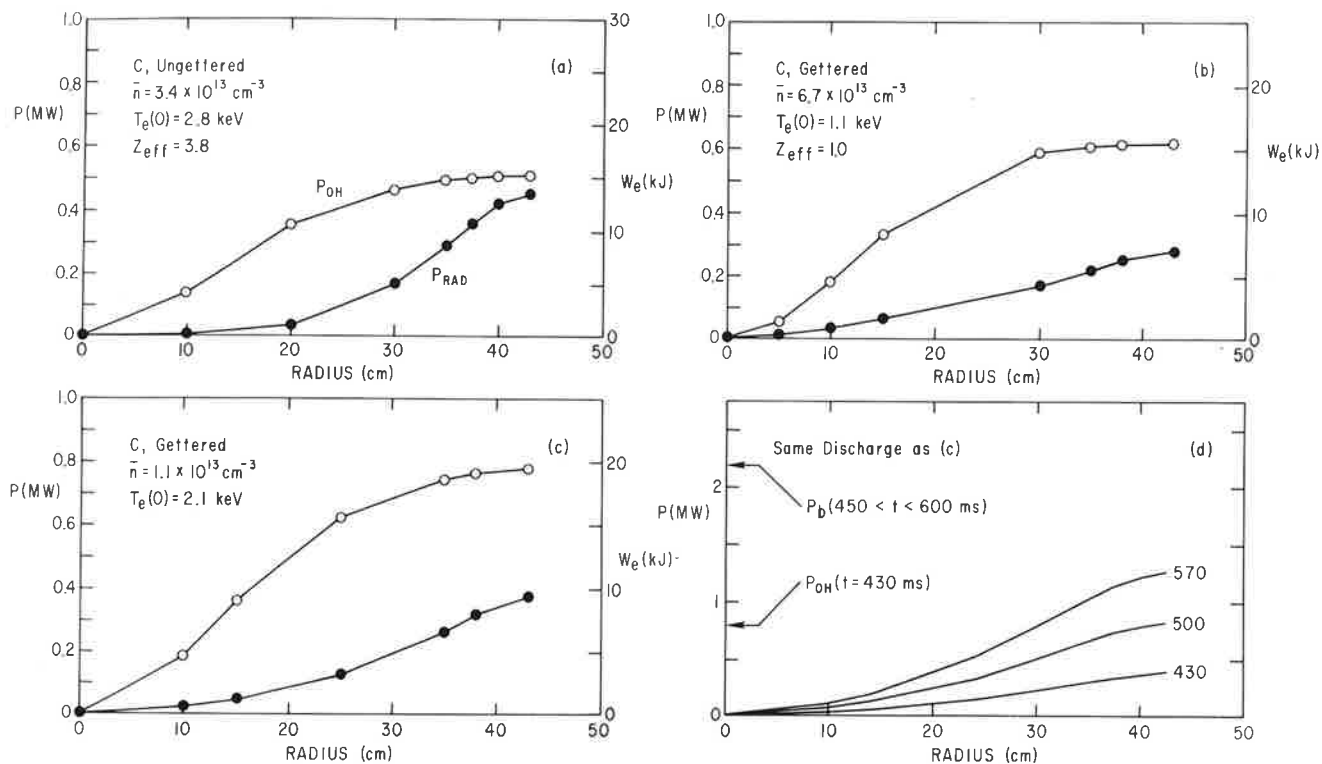 (a)
C, Ungettered
n̄ = 3.4 x 10¹³ cm⁻³
Tₑ(0) = 2.8 keV
Z_eff = 3.8
P(MW)
1.0
0.8
0.6
0.4
0.2
0
P_OH
P_RAD
Wₑ(kJ)
30
20
10
0
0 10 20 30 40 50
RADIUS (cm)
(b)
C, Gettered
n̄ = 6.7 x 10¹³ cm⁻³
Tₑ(0) = 1.1 keV
Z_eff = 1.0
P(MW)
1.0
0.8
0.6
0.4
0.2
0
Wₑ(kJ)
20
10
0
0 10 20 30 40 50
RADIUS (cm)
(c)
C, Gettered
n̄ = 1.1 x 10¹³ cm⁻³
Tₑ(0) = 2.1 keV
P(MW)
1.0
0.8
0.6
0.4
0.2
0
Wₑ(kJ)
20
10
0
0 10 20 30 40 50
RADIUS (cm)
(d)
Same Discharge as (c)
P(MW)
2
1
0
P_b (450 < t < 600 ms)
P_OH (t = 430 ms)
570
500
430
0 10 20 30 40 50
RADIUS (cm)